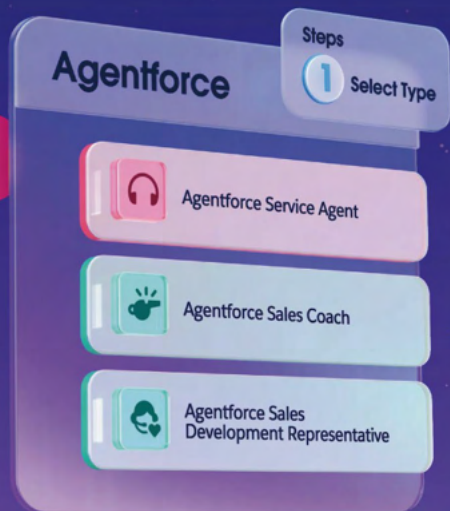 Agentforce
Steps
1 Select Type
Agentforce Service Agent
Agentforce Sales Coach
Agentforce Sales
Development Representative